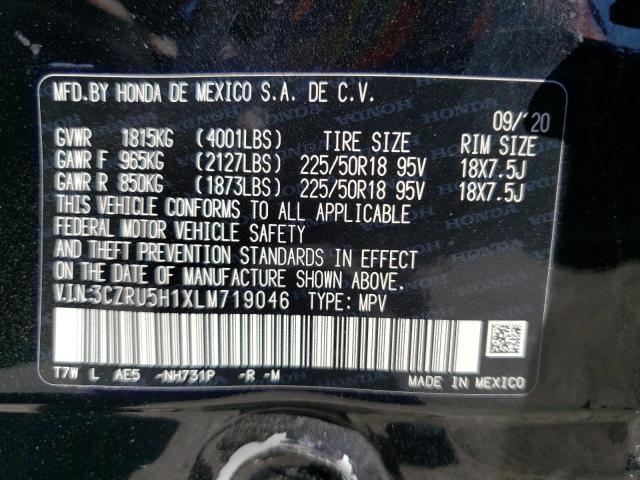 MFD.BY HONDA DE MEXICO S.A. DE C.V.
09/'20
GVWR 1815KG (4001LBS) TIRE SIZE RIM SIZE
GAWR F 965KG (2127LBS) 225/50R18 95V 18X7.5J
GAWR R 850KG (1873LBS) 225/50R18 95V 18X7.5J
THIS VEHICLE CONFORMS TO ALL APPLICABLE
FEDERAL MOTOR VEHICLE SAFETY
AND THEFT PREVENTION STANDARDS IN EFFECT
ON THE DATE OF MANUFACTURE SHOWN ABOVE.
V.I.N:3CZRU5H1XLM719046 TYPE: MPV
T7W L AE5 -NH731P -R -M
MADE IN MEXICO